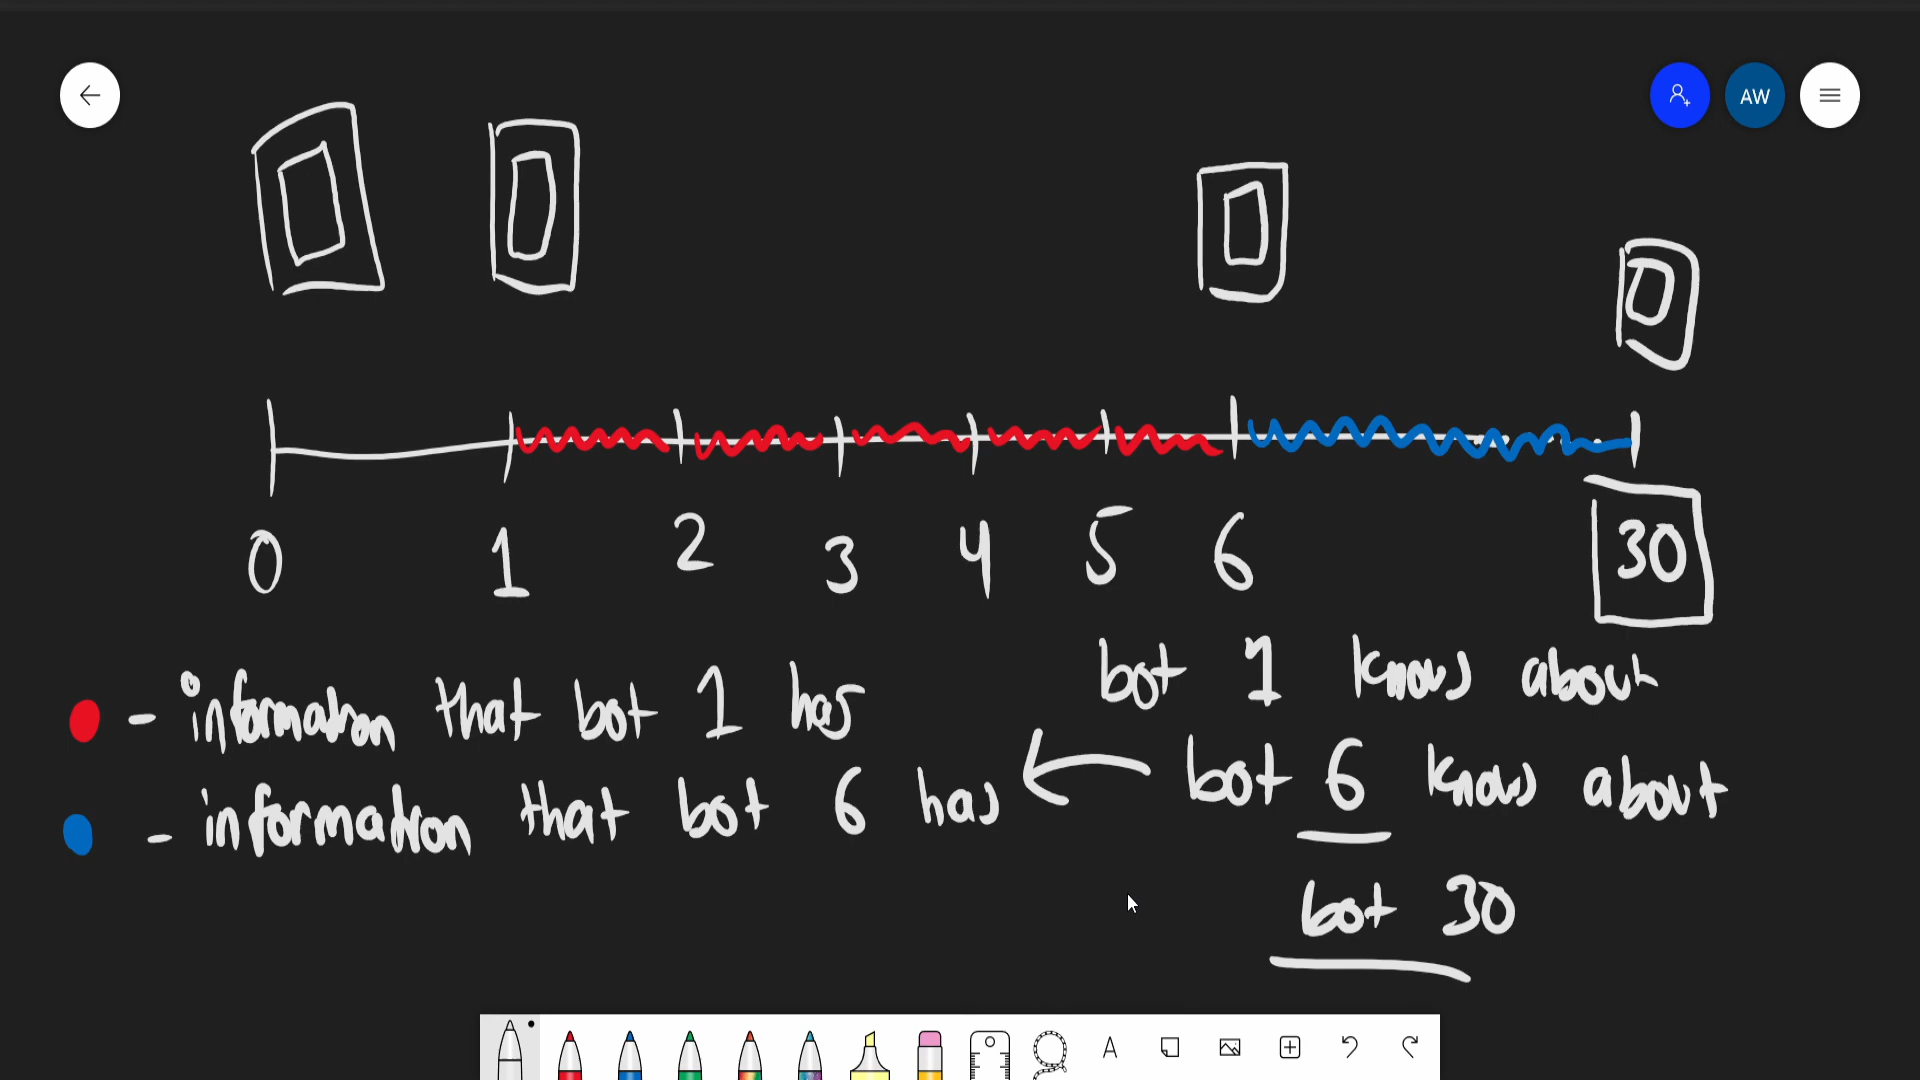 AW
0 1 2 3 4 5 6 30
- information that bot 1 has
- information that bot 6 has
bot 1 knows about
bot 6 knows about
bot 30
A